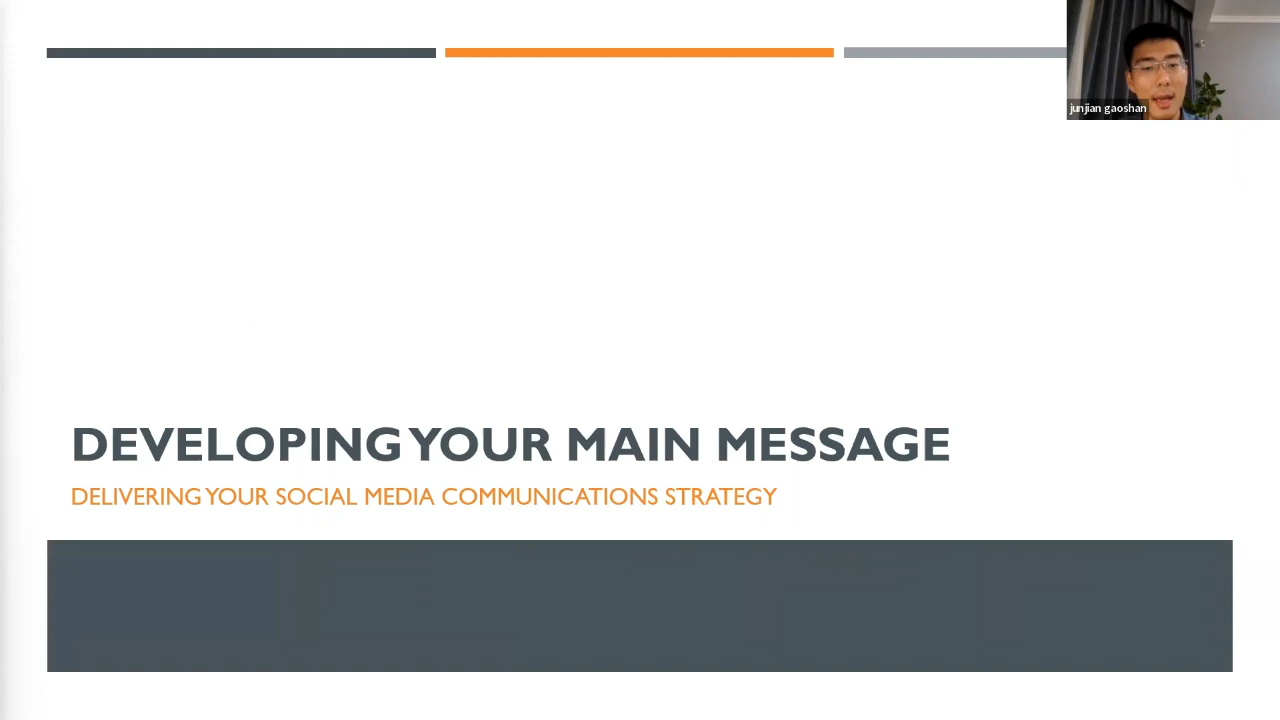 junjian gaoshan
DEVELOPING YOUR MAIN MESSAGE
DELIVERING YOUR SOCIAL MEDIA COMMUNICATIONS STRATEGY